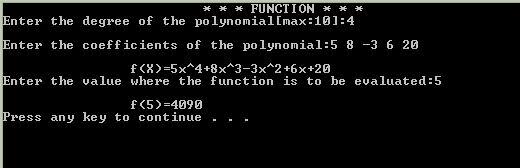 * * * FUNCTION * * *
Enter the degree of the polynomial[max:10]:4
Enter the coefficients of the polynomial:5 8 -3 6 20
f(X)=5x^4+8x^3-3x^2+6x+20
Enter the value where the function is to be evaluated:5
f(5)=4090
Press any key to continue . . .